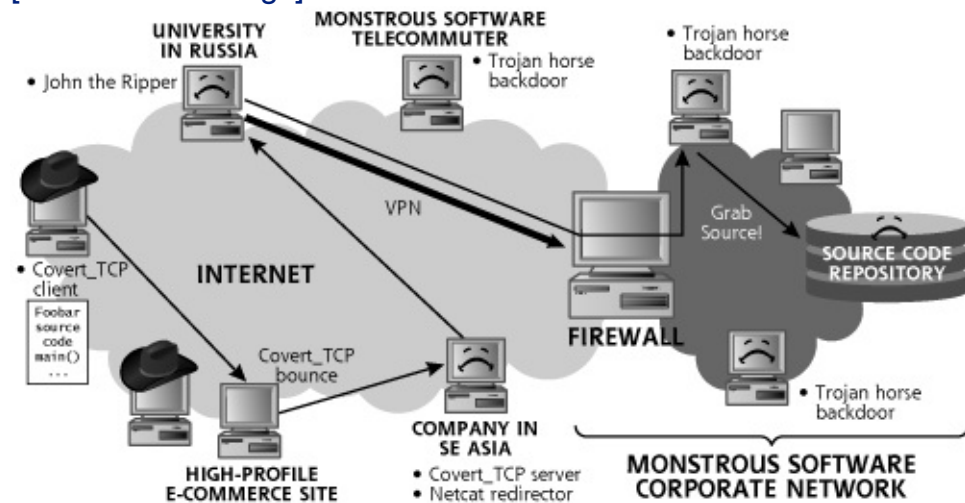 UNIVERSITY
IN RUSSIA
• John the Ripper
MONSTROUS SOFTWARE
TELECOMMUTER
• Trojan horse
backdoor
• Trojan horse
backdoor
VPN
Grab
Source!
SOURCE CODE
REPOSITORY
• Covert_TCP
client
Foobar
source
code
main()
...
INTERNET
FIREWALL
Covert_TCP
bounce
• Trojan horse
backdoor
HIGH-PROFILE
E-COMMERCE SITE
COMPANY IN
SE ASIA
• Covert_TCP server
• Netcat redirector
MONSTROUS SOFTWARE
CORPORATE NETWORK